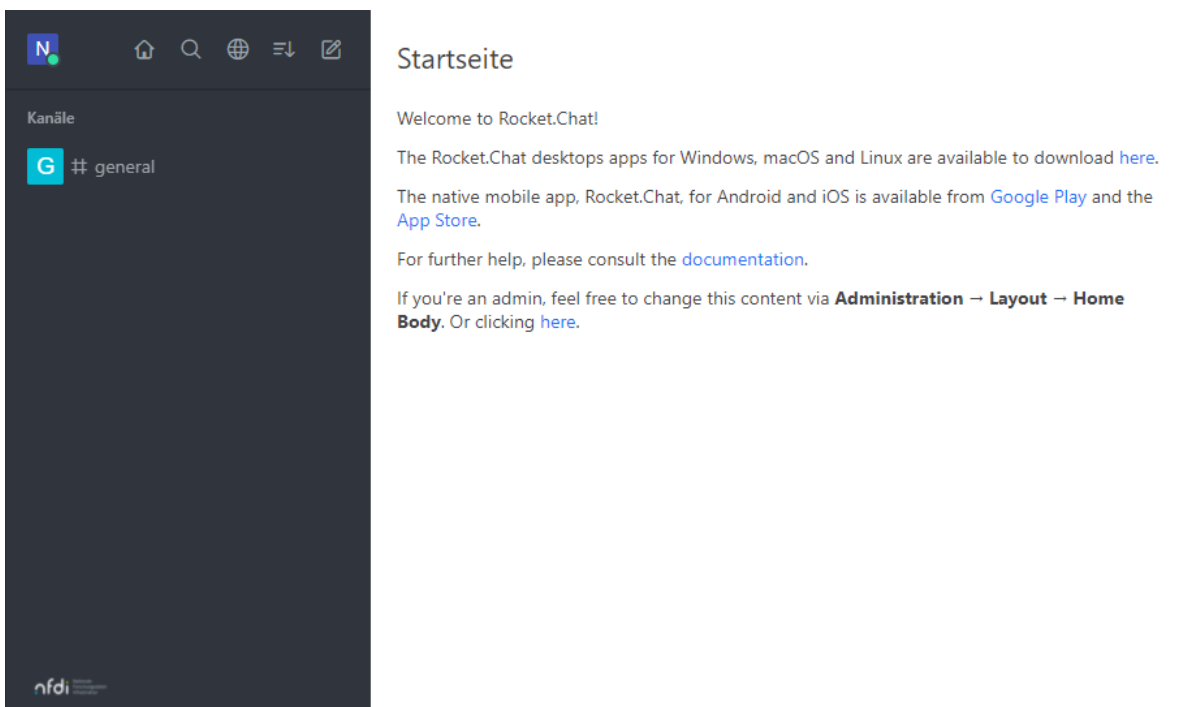 N
Startseite
Kanäle
G # general
Welcome to Rocket.Chat!
The Rocket.Chat desktops apps for Windows, macOS and Linux are available to download here.
The native mobile app, Rocket.Chat, for Android and iOS is available from Google Play and the
App Store.
For further help, please consult the documentation.
If you're an admin, feel free to change this content via Administration → Layout → Home
Body. Or clicking here.
nfdi